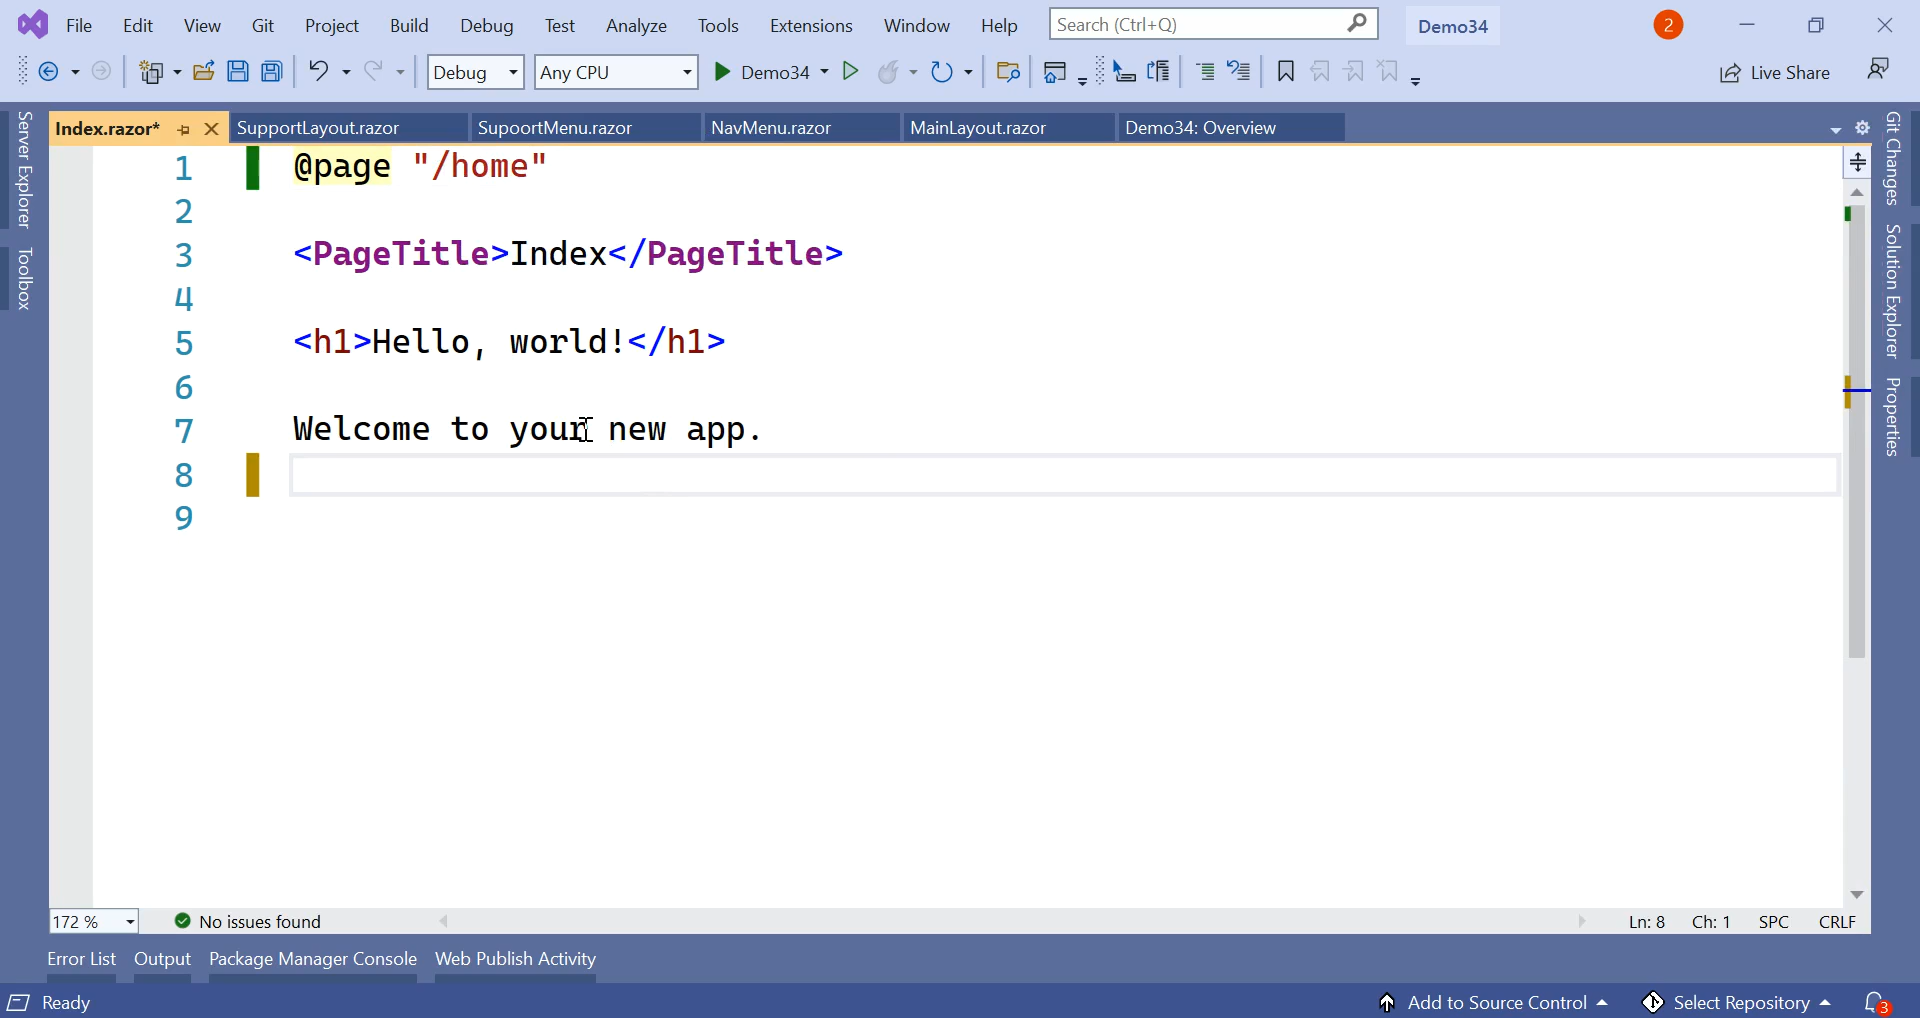 File Edit View Git Project Build Debug Test Analyze Tools Extensions Window Help Search (Ctrl+Q) Demo34 2
Debug Any CPU Demo34 Live Share
Index.razor* SupportLayout.razor SupoortMenu.razor NavMenu.razor MainLayout.razor Demo34: Overview
Server Explorer
Toolbox
Git Changes
Solution Explorer
Properties
1 @page "/home"
2
3 <PageTitle>Index</PageTitle>
4
5 <h1>Hello, world!</h1>
6
7 Welcome to your new app.
8
9
172 % No issues found Ln: 8 Ch: 1 SPC CRLF
Error List Output Package Manager Console Web Publish Activity
Ready Add to Source Control Select Repository 3